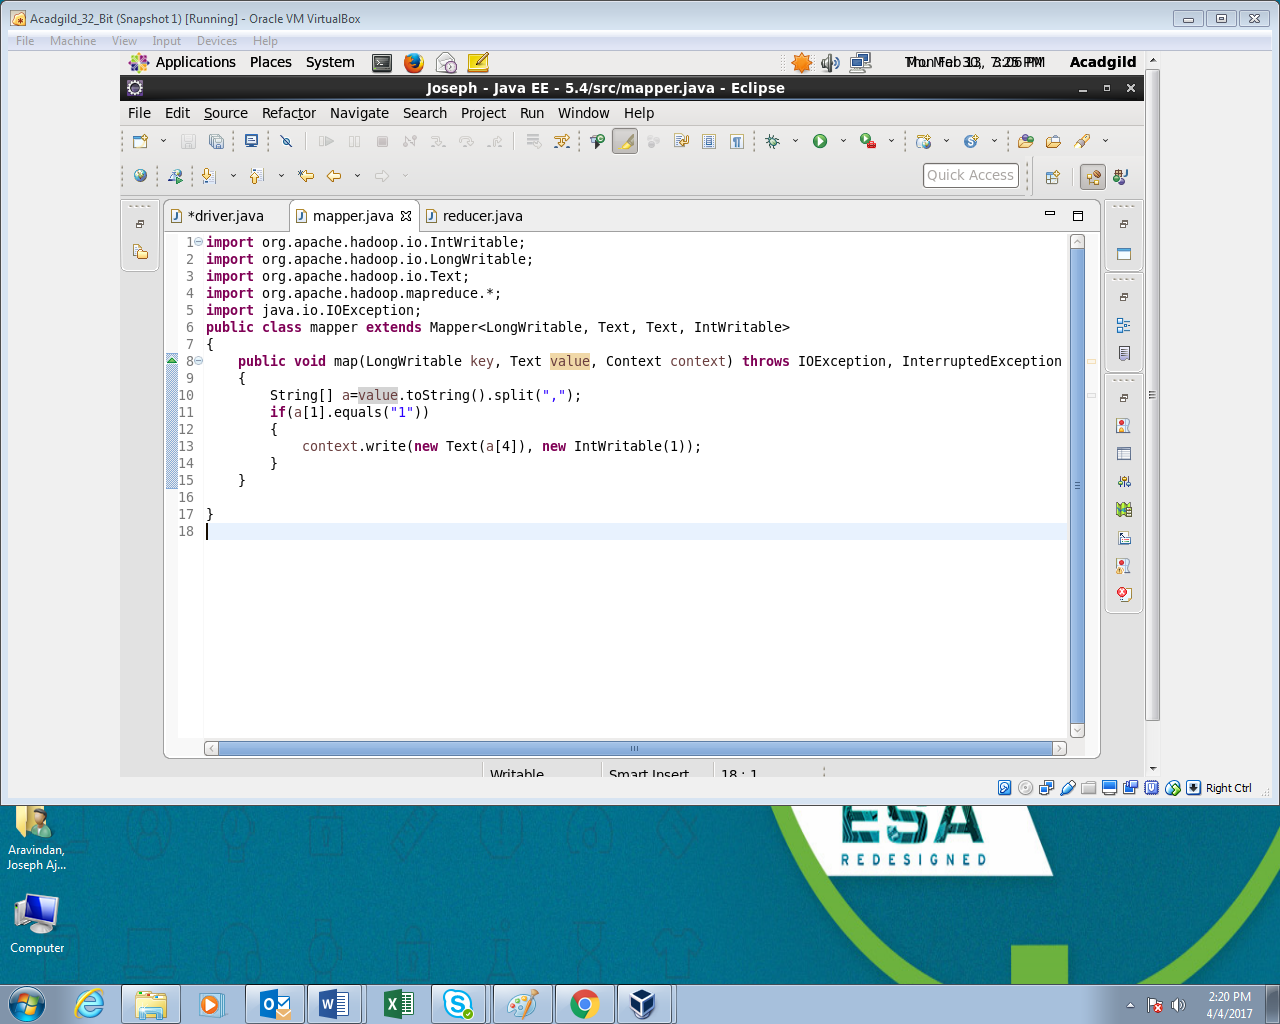 Acadgild_32_Bit (Snapshot 1) [Running] - Oracle VM VirtualBox
File Machine View Input Devices Help
Applications Places System
Acadgild
Joseph - Java EE - 5.4/src/mapper.java - Eclipse
File Edit Source Refactor Navigate Search Project Run Window Help
Quick Access
*driver.java mapper.java reducer.java
1 import org.apache.hadoop.io.IntWritable;
2 import org.apache.hadoop.io.LongWritable;
3 import org.apache.hadoop.io.Text;
4 import org.apache.hadoop.mapreduce.*;
5 import java.io.IOException;
6 public class mapper extends Mapper<LongWritable, Text, Text, IntWritable>
7 {
8 public void map(LongWritable key, Text value, Context context) throws IOException, InterruptedException
9 {
10 String[] a=value.toString().split(",");
11 if(a[1].equals("1"))
12 {
13 context.write(new Text(a[4]), new IntWritable(1));
14 }
15 }
16
17 }
18
Writable Smart Insert 18 : 1
Right Ctrl
ESA
REDESIGNED
Aravindan,
Joseph Aj...
Computer
2:20 PM
4/4/2017